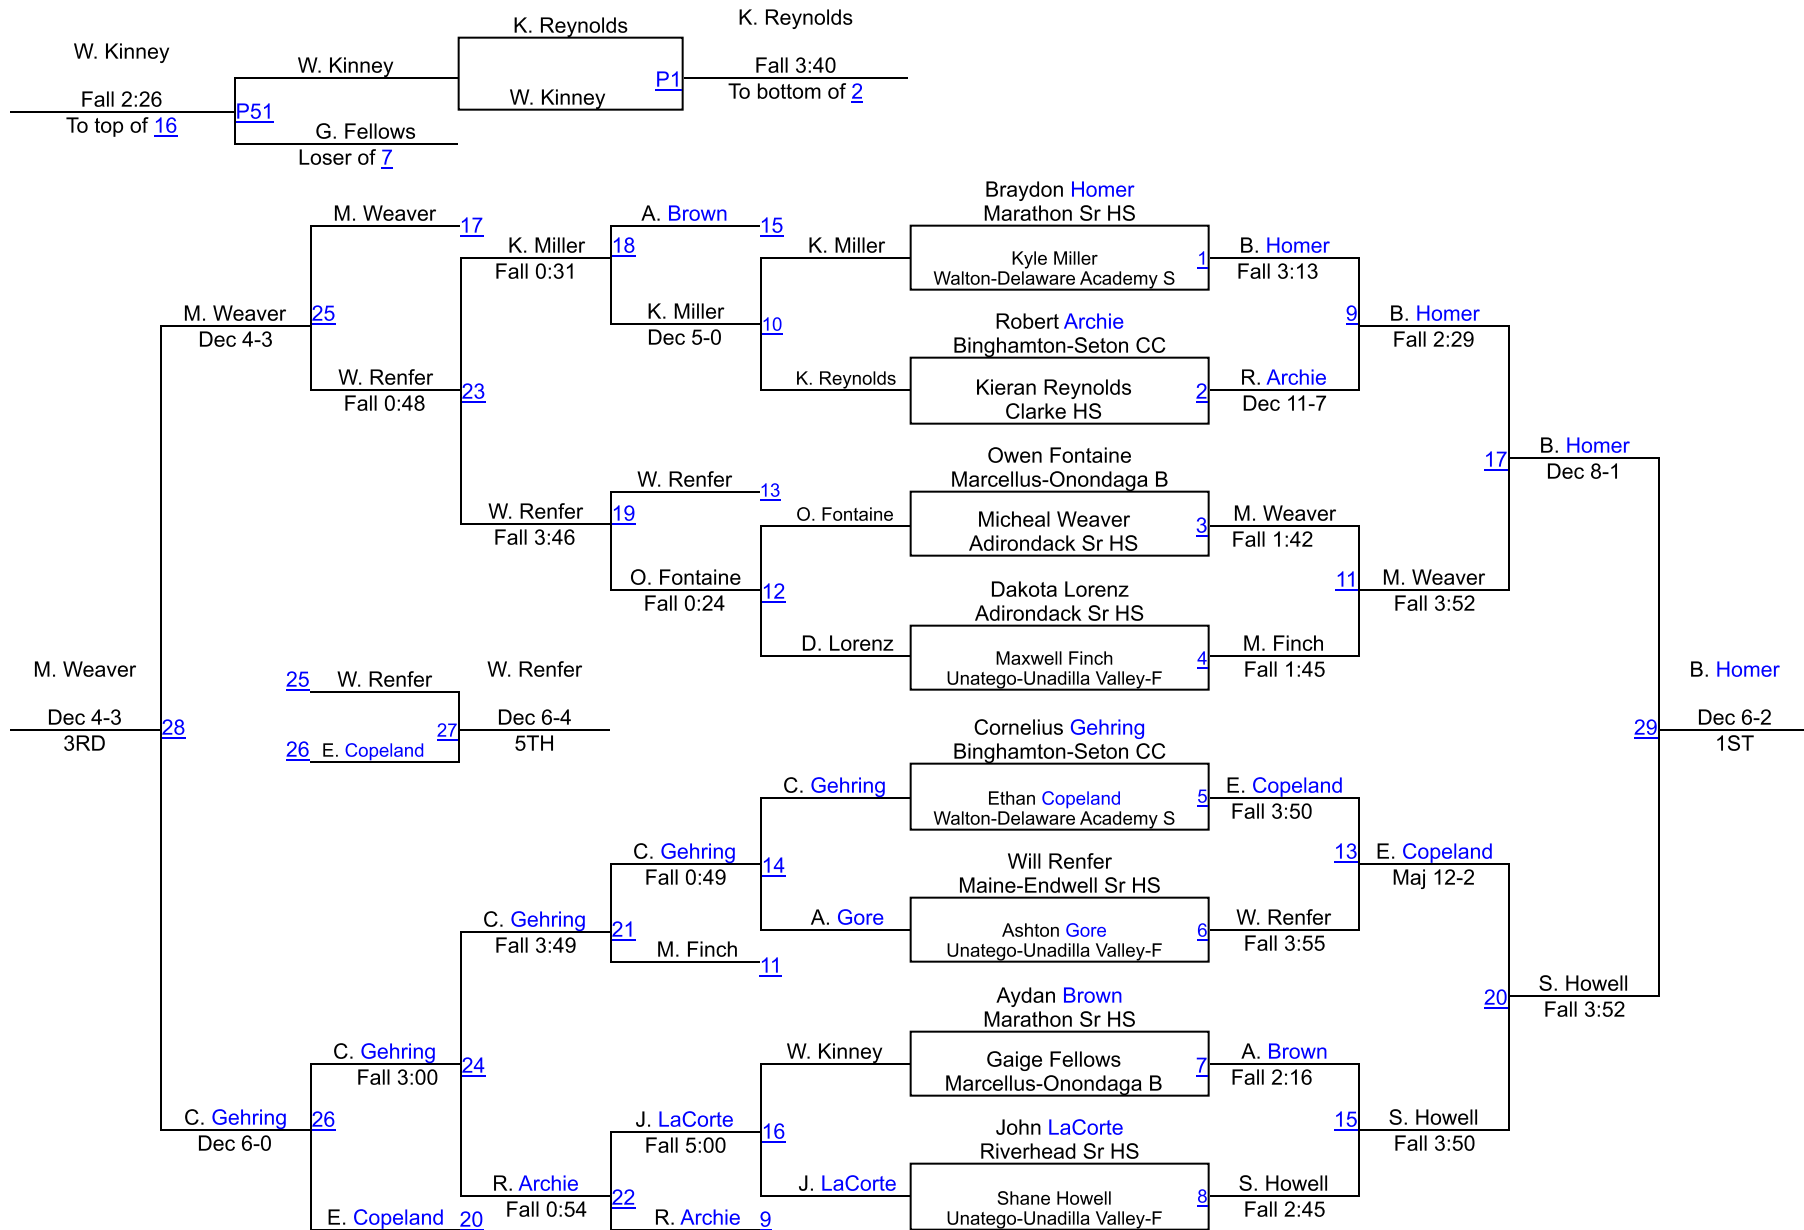 K. Reynolds
K. Reynolds
W. Kinney
W. Kinney
Fall 3:40
P1
Fall 2:26
W. Kinney
To bottom of 2
P51
To top of 16
G. Fellows
Loser of 7
Braydon Homer
Marathon Sr HS
M. Weaver
17
A. Brown
15
K. Miller
Fall 0:31
18
K. Miller
Kyle Miller
Walton-Delaware Academy S
1
B. Homer
Fall 3:13
M. Weaver
Dec 4-3
25
K. Miller
Dec 5-0
10
Robert Archie
Binghamton-Seton CC
9
B. Homer
Fall 2:29
W. Renfer
Fall 0:48
23
K. Reynolds
Kieran Reynolds
Clarke HS
2
R. Archie
Dec 11-7
Owen Fontaine
Marcellus-Onondaga B
17
B. Homer
Dec 8-1
W. Renfer
13
W. Renfer
Fall 3:46
19
O. Fontaine
Micheal Weaver
Adirondack Sr HS
3
M. Weaver
Fall 1:42
O. Fontaine
Fall 0:24
12
Dakota Lorenz
Adirondack Sr HS
11
M. Weaver
Fall 3:52
D. Lorenz
Maxwell Finch
Unatego-Unadilla Valley-F
4
M. Finch
Fall 1:45
M. Weaver
25
W. Renfer
W. Renfer
B. Homer
Dec 4-3
3RD
28
27
Dec 6-4
5TH
26
E. Copeland
Cornelius Gehring
Binghamton-Seton CC
29
Dec 6-2
1ST
C. Gehring
Ethan Copeland
Walton-Delaware Academy S
5
E. Copeland
Fall 3:50
C. Gehring
Fall 0:49
14
Will Renfer
Maine-Endwell Sr HS
13
E. Copeland
Maj 12-2
C. Gehring
Fall 3:49
21
A. Gore
Ashton Gore
Unatego-Unadilla Valley-F
6
W. Renfer
Fall 3:55
M. Finch
11
Aydan Brown
Marathon Sr HS
20
S. Howell
Fall 3:52
C. Gehring
Fall 3:00
24
W. Kinney
Gaige Fellows
Marcellus-Onondaga B
7
A. Brown
Fall 2:16
C. Gehring
Dec 6-0
26
J. LaCorte
Fall 5:00
16
John LaCorte
Riverhead Sr HS
15
S. Howell
Fall 3:50
R. Archie
Fall 0:54
22
J. LaCorte
Shane Howell
Unatego-Unadilla Valley-F
8
S. Howell
Fall 2:45
E. Copeland
20
R. Archie
9